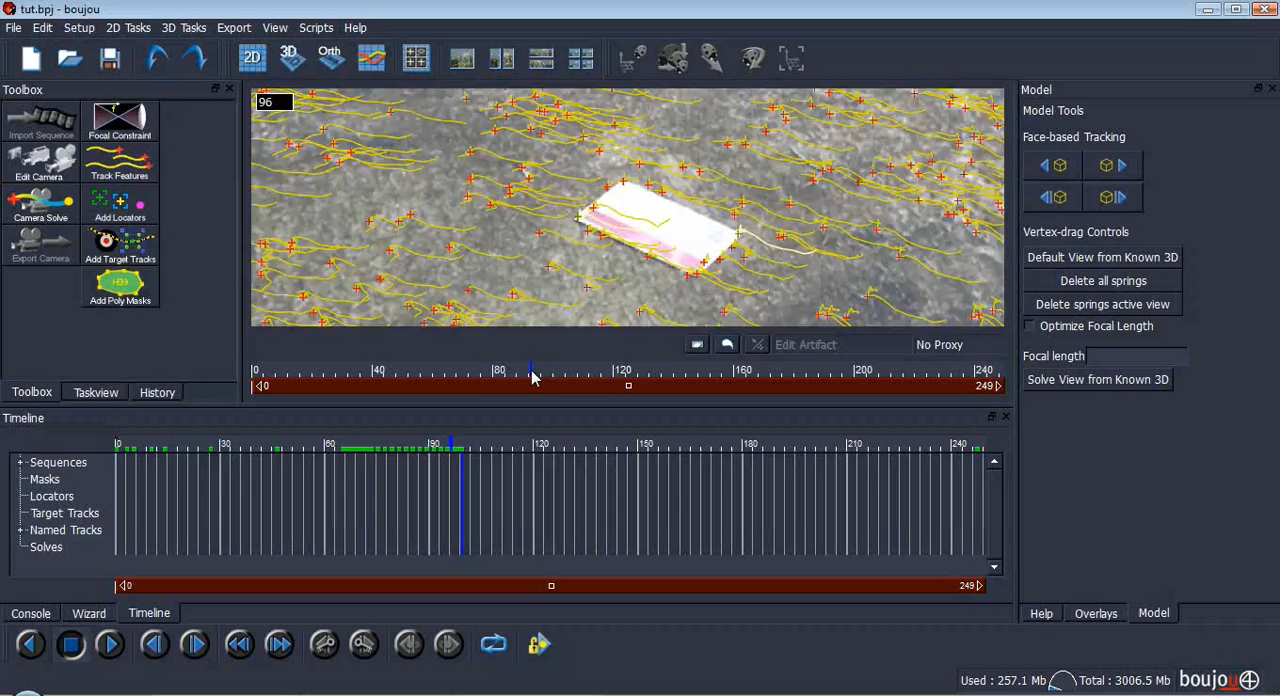 tut.bpj - boujou
File Edit Setup 2D Tasks 3D Tasks Export View Scripts Help
2D 3D Orth
Toolbox
Import Sequence Focal Constraint
Edit Camera Track Features
Camera Solve Add Locators
Export Camera Add Target Tracks
Add Poly Masks
Toolbox Taskview History
96
Edit Artifact No Proxy
0 40 80 120 160 200 240
0 249
Timeline
0 30 60 90 120 150 180 210 240
Sequences
Masks
Locators
Target Tracks
Named Tracks
Solves
0 249
Console Wizard Timeline
Model
Model Tools
Face-based Tracking
Vertex-drag Controls
Default View from Known 3D
Delete all springs
Delete springs active view
Optimize Focal Length
Focal length
Solve View from Known 3D
Help Overlays Model
Used : 257.1 Mb Total : 3006.5 Mb boujou4